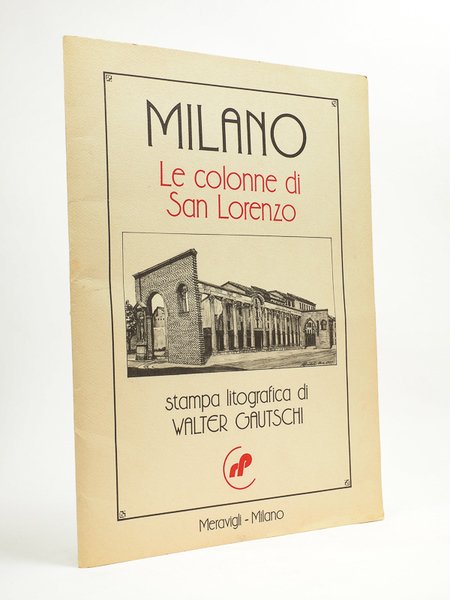 MILANO
Le colonne di
San Lorenzo
stampa litografica di
WALTER GAUTSCHI
Meravigli - Milano